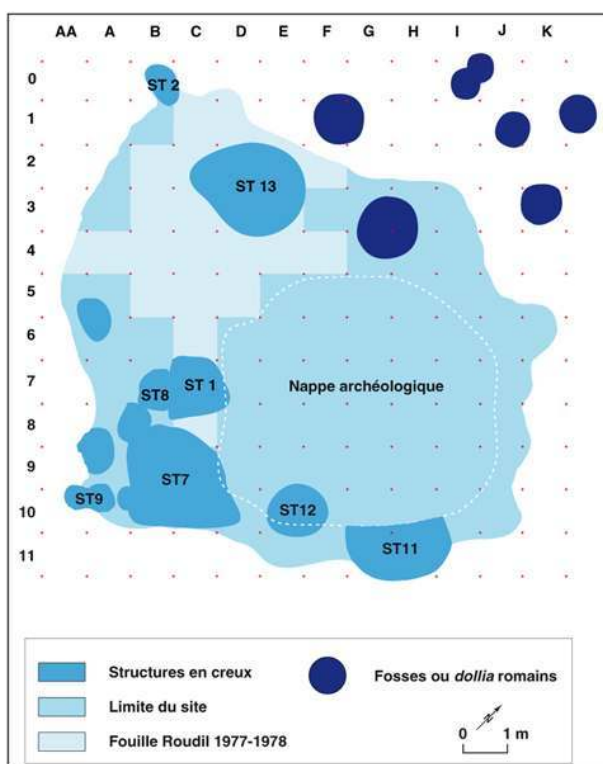 AA A B C D E F G H I J K
0
ST 2
1
2
ST 13
3
4
5
6
7
Nappe archéologique
ST 1
ST8
8
9
ST7
ST9
10
ST12
ST11
11
Structures en creux
Fosses ou dollia romains
Limite du site
Fouille Roudil 1977-1978
N
0 1 m